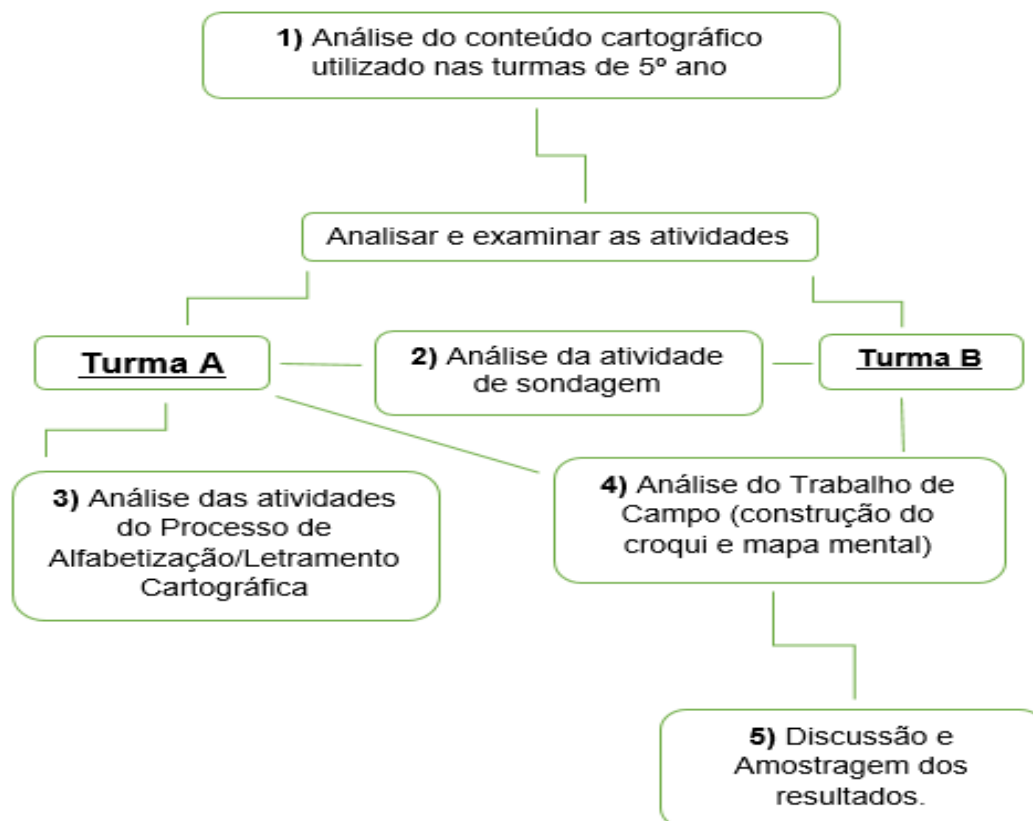 1) Análise do conteúdo cartográfico
utilizado nas turmas de 5º ano
Analisar e examinar as atividades
Turma A
2) Análise da atividade
de sondagem
Turma B
3) Análise das atividades
do Processo de
Alfabetização/Letramento
Cartográfica
4) Análise do Trabalho de
Campo (construção do
croqui e mapa mental)
5) Discussão e
Amostragem dos
resultados.